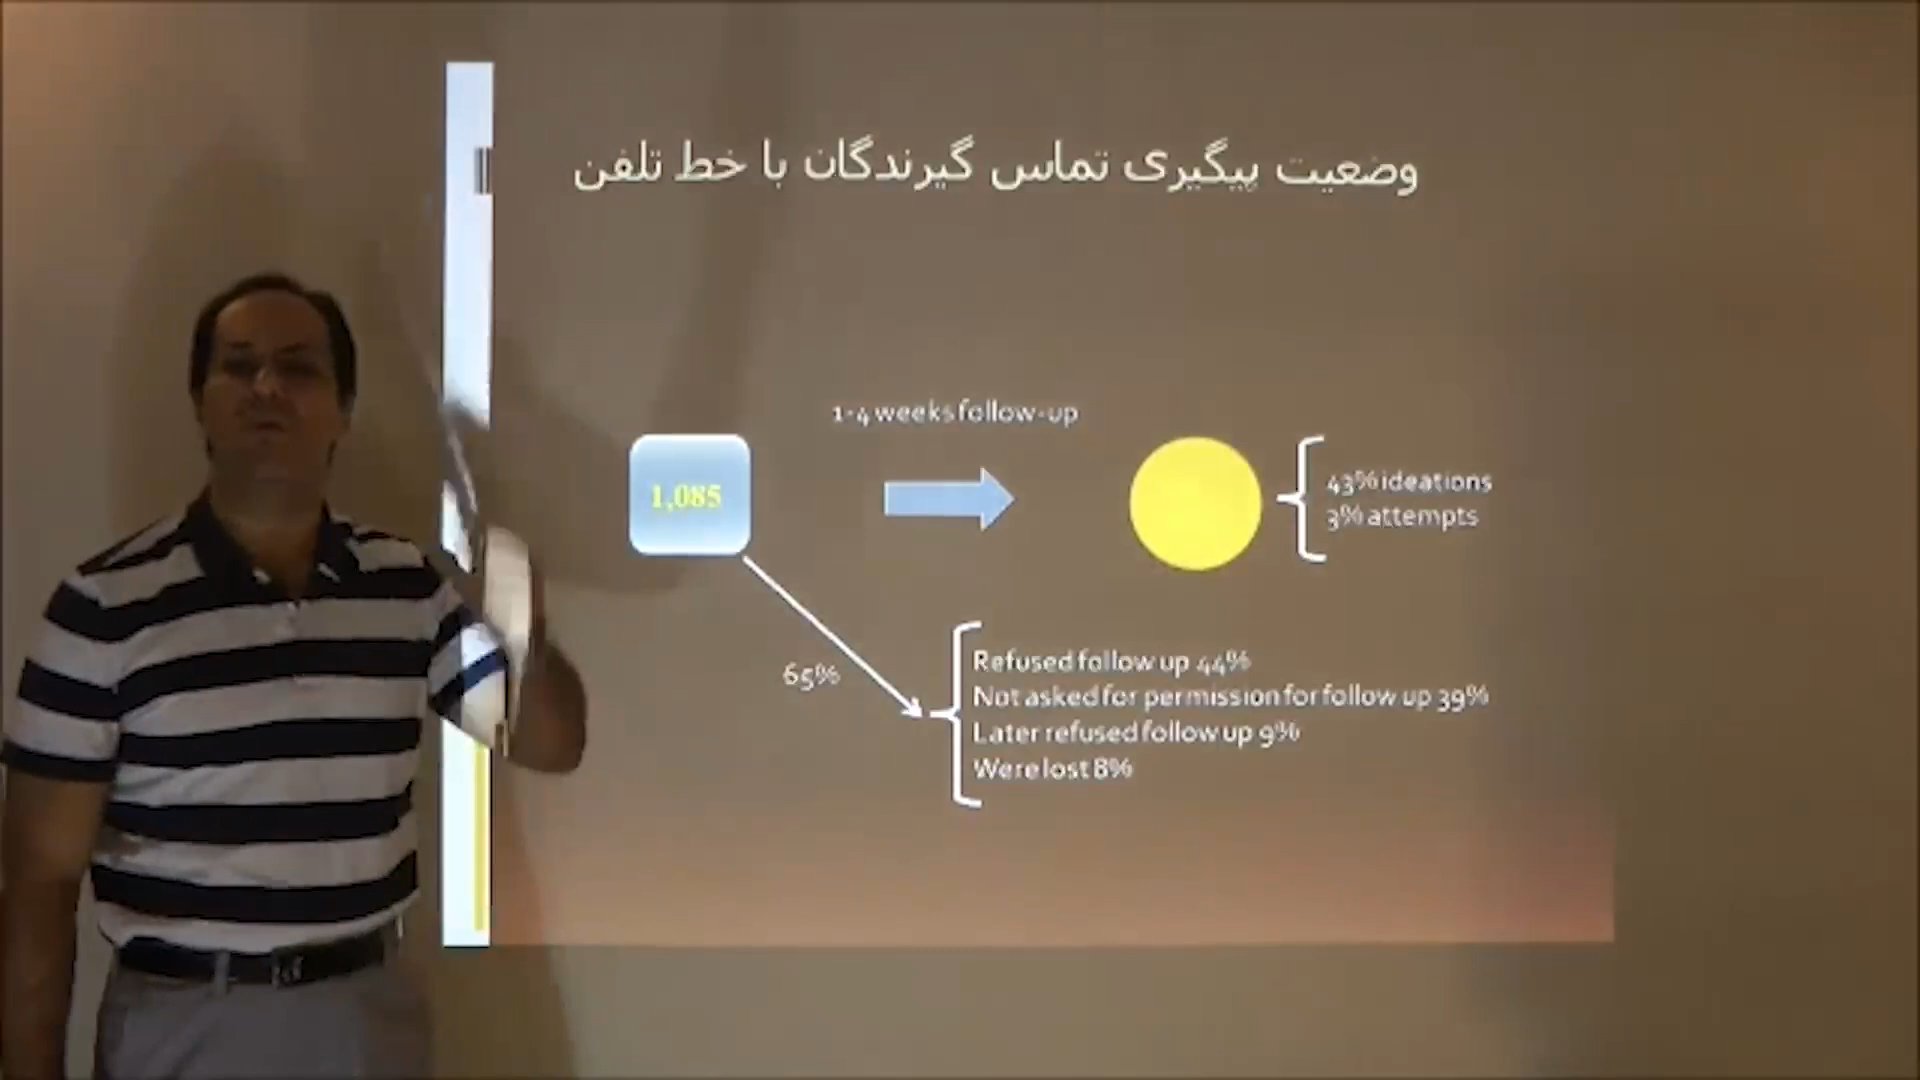 وضعیت پیگیری تماس گیرندگان با خط تلفن
1-4 weeks follow-up
1,085
43% ideations
3% attempts
65%
Refused follow up 44%
Not asked for permission for follow up 39%
Later refused follow up 9%
Were lost 8%